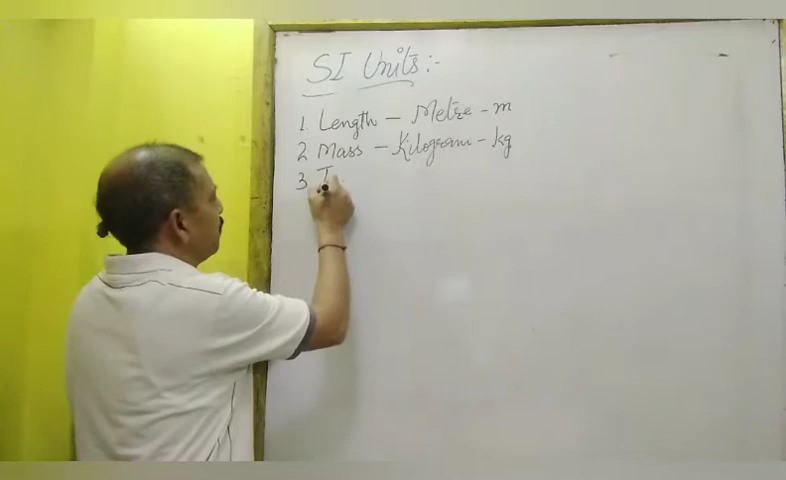 SI Units:-
1. Length - Metre - m
2 Mass - Kilogram - kg
3 T